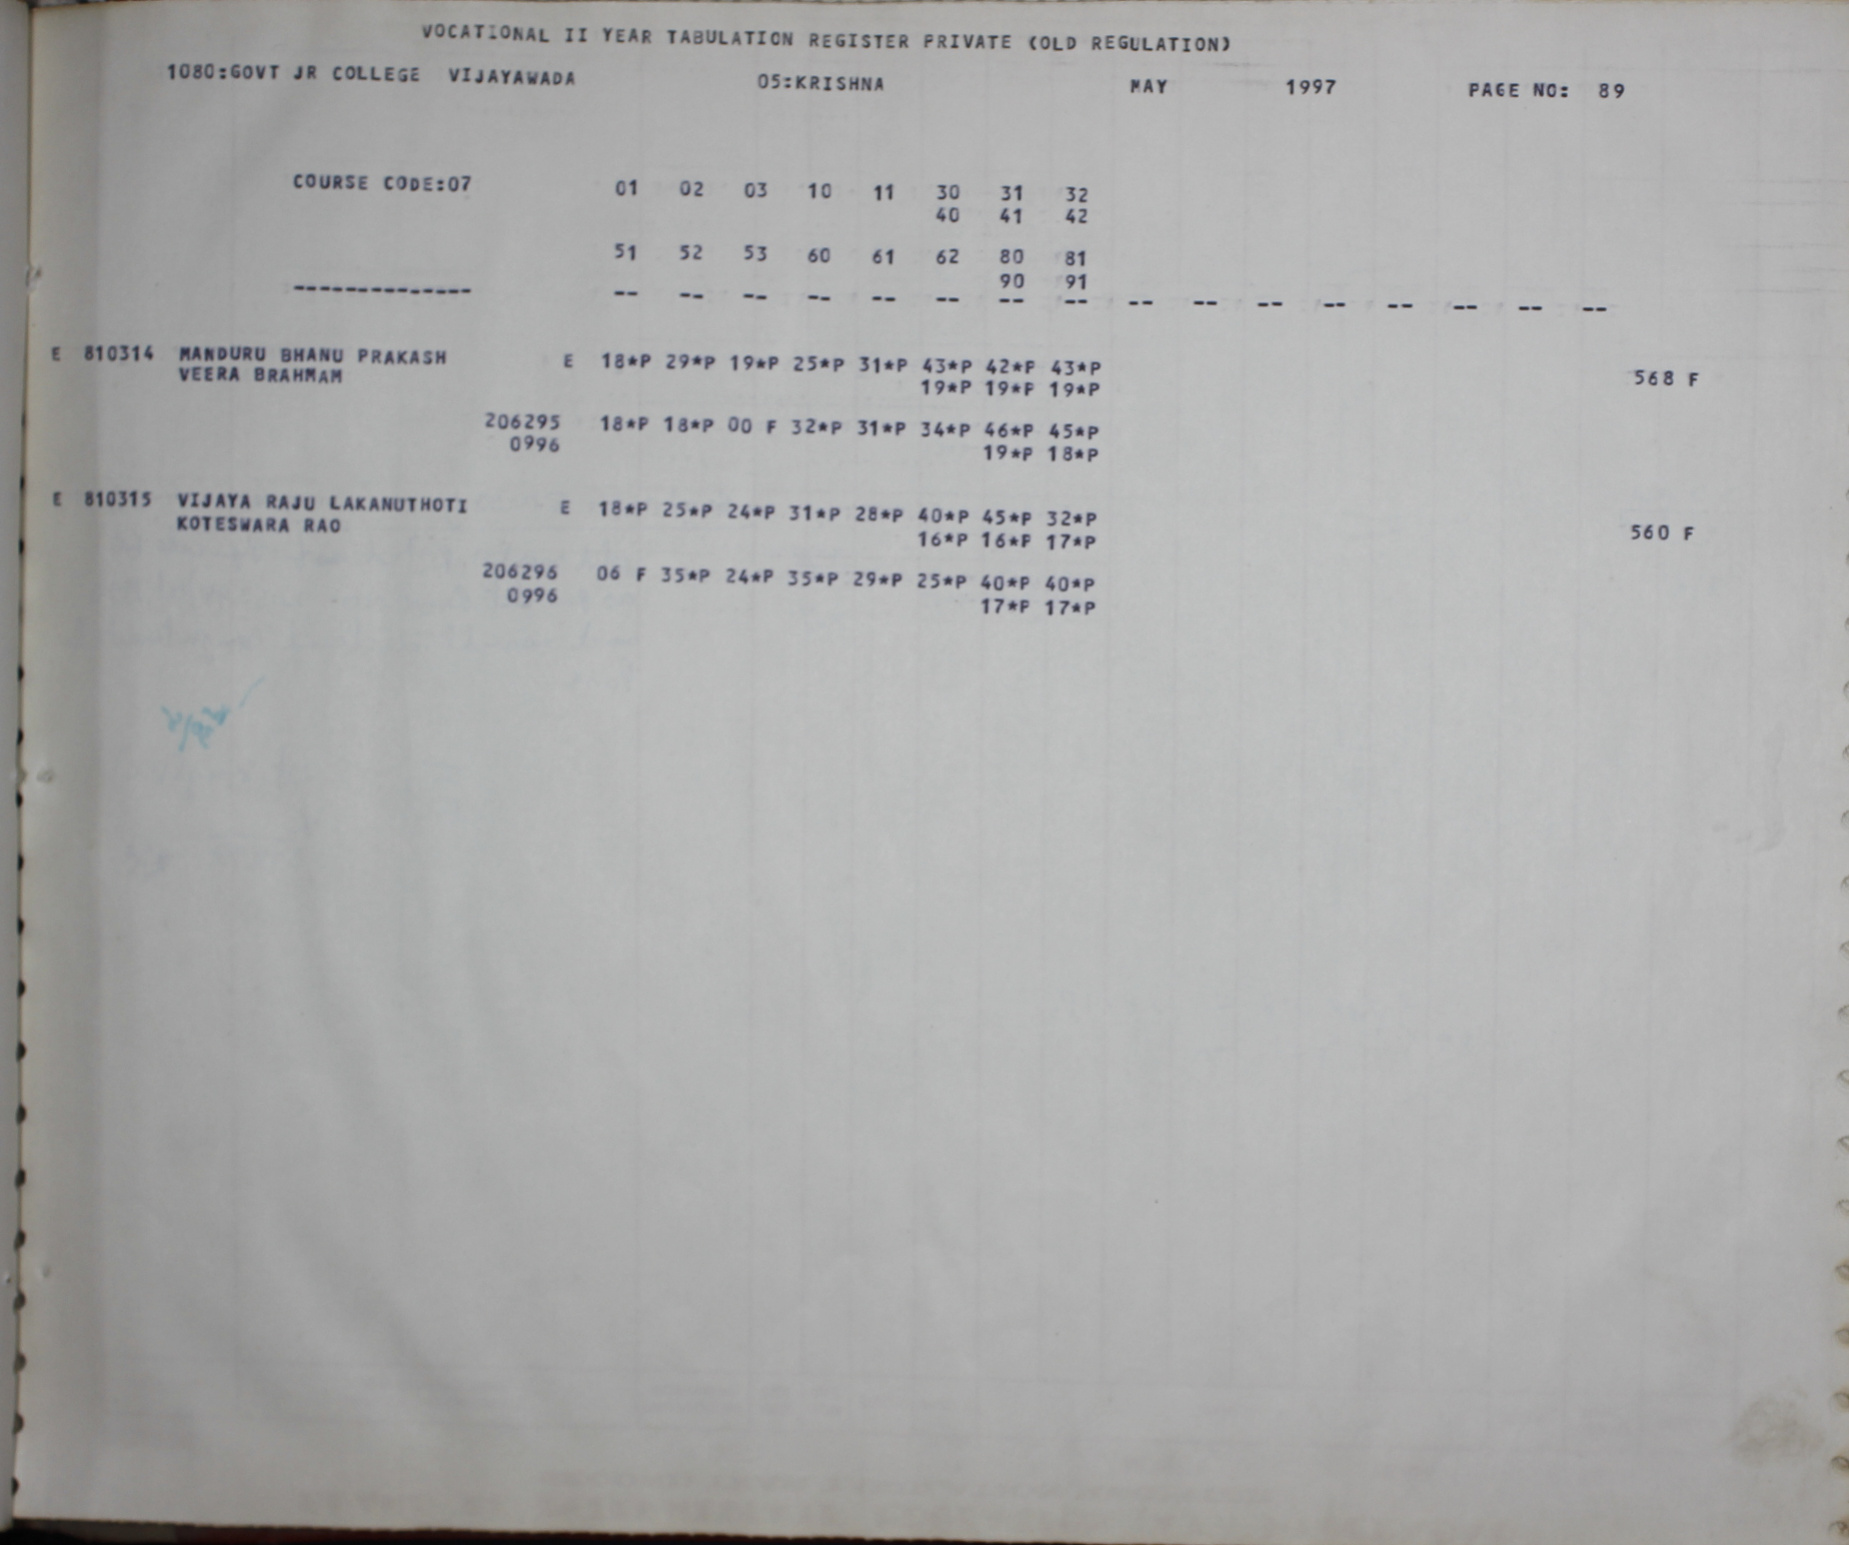 VOCATIONAL II YEAR TABULATION REGISTER PRIVATE (OLD REGULATION)
1080:GOVT JR COLLEGE VIJAYAWADA 05:KRISHNA MAY 1997 PAGE NO: 89
COURSE CODE:07 01 02 03 10 11 30 31 32
40 41 42
51 52 53 60 61 62 80 81
90 91
-------------- -- -- -- -- -- -- -- -- -- -- -- -- -- -- -- --
E 810314 MANDURU BHANU PRAKASH E 18*P 29*P 19*P 25*P 31*P 43*P 42*P 43*P
VEERA BRAHMAM 19*P 19*P 19*P 568 F
206295 18*P 18*P 00 F 32*P 31*P 34*P 46*P 45*P
0996 19*P 18*P
E 810315 VIJAYA RAJU LAKANUTHOTI E 18*P 25*P 24*P 31*P 28*P 40*P 45*P 32*P
KOTESWARA RAO 16*P 16*P 17*P 560 F
206296 06 F 35*P 24*P 35*P 29*P 25*P 40*P 40*P
0996 17*P 17*P